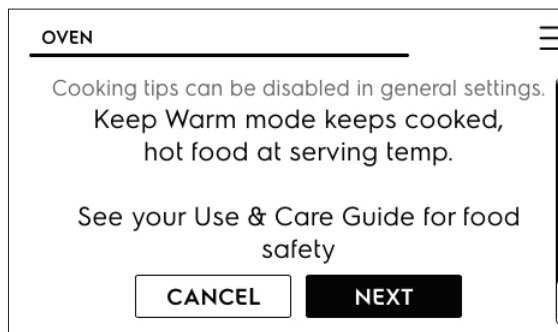 OVEN
Cooking tips can be disabled in general settings.
Keep Warm mode keeps cooked,
hot food at serving temp.
See your Use & Care Guide for food
safety
CANCEL
NEXT